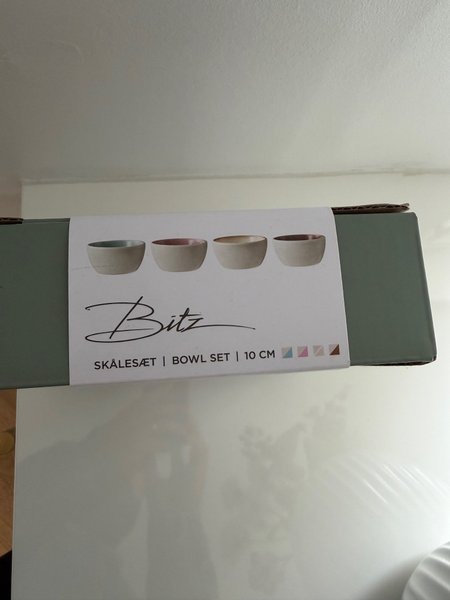 Bitz
SKÅLESÆT | BOWL SET | 10 CM